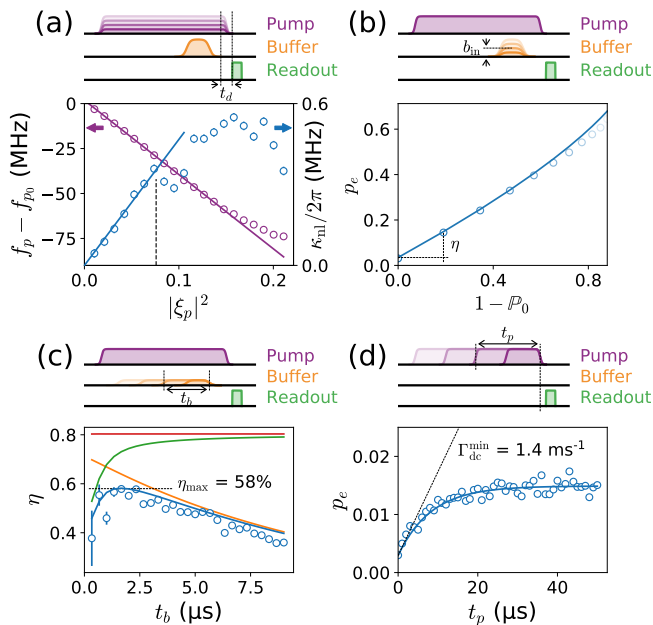 (a)
Pump
Buffer
Readout
t_d
f_p − f_{p_0} (MHz)
0
−25
−50
−75
0.6
0.3
0.0
κ_nl/2π (MHz)
0.0
0.1
0.2
|ξ_p|²
(b)
Pump
Buffer
Readout
b_in
p_e
0.6
0.4
0.2
0.0
η
0.0
0.2
0.4
0.6
0.8
1 − ℙ₀
(c)
Pump
Buffer
Readout
t_b
η
0.8
0.6
0.4
η_max = 58%
0.0
2.5
5.0
7.5
t_b (μs)
(d)
Pump
Buffer
Readout
t_p
p_e
0.02
0.01
0.00
Γ_dc^min = 1.4 ms⁻¹
0
20
40
t_p (μs)